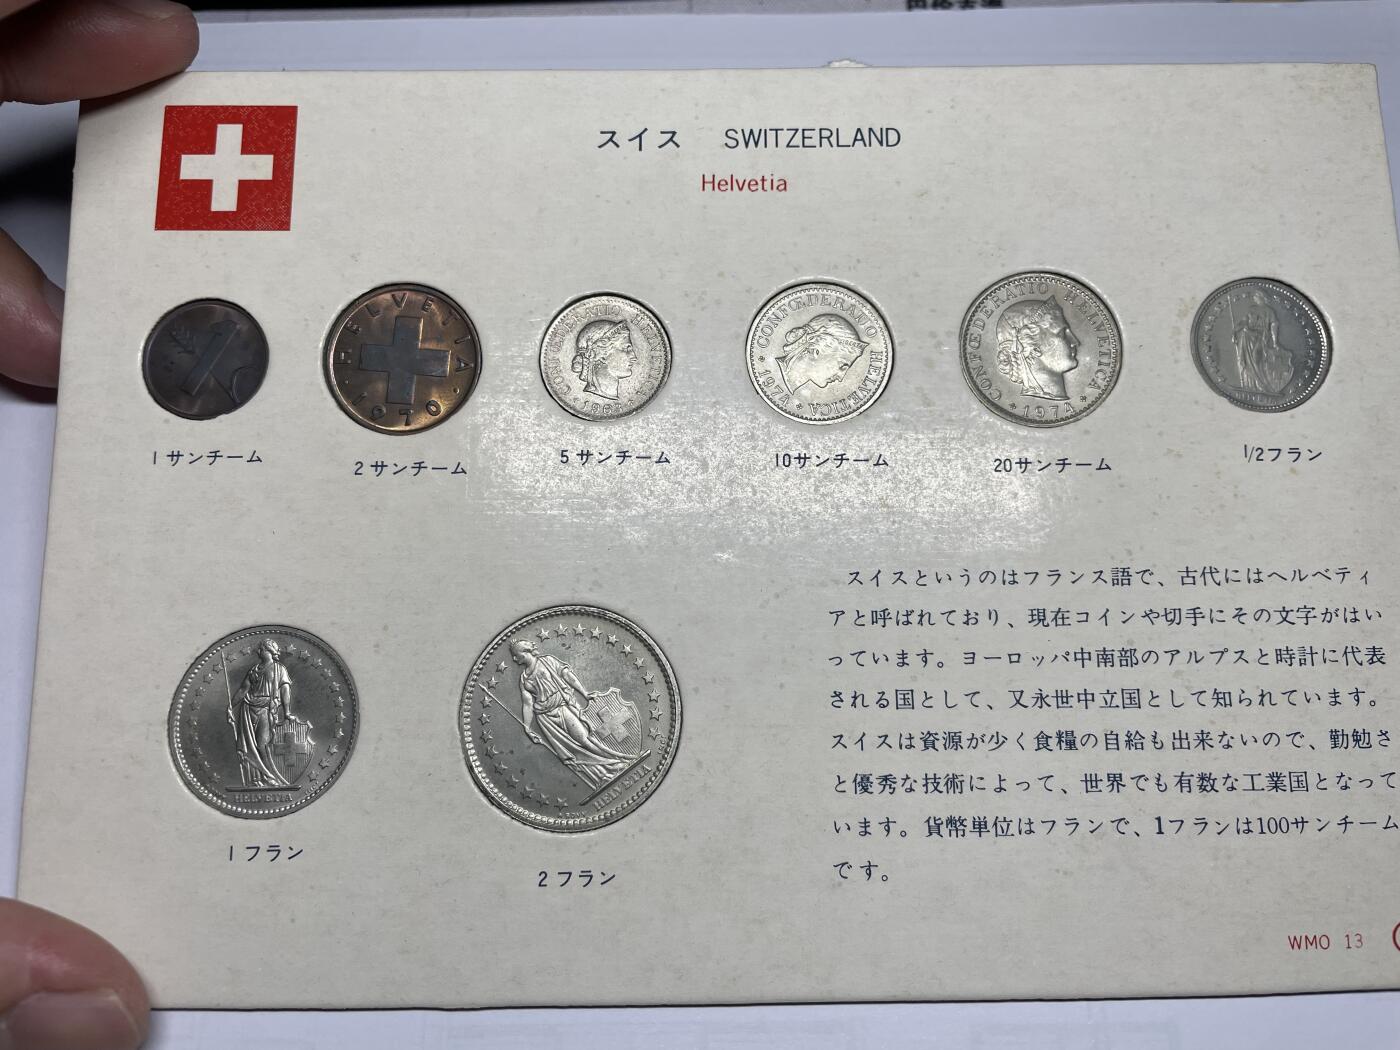 スイス SWITZERLAND
Helvetia
HELVETIA
1970
CONFŒDERATIO HELVETICA
CONFŒDERATIO HELVETICA
1974
CONFŒDERATIO HELVETICA
1974
1サンチーム
2サンチーム
5サンチーム
10サンチーム
20サンチーム
1/2フラン
HELVETIA
HELVETIA
1フラン
2フラン
スイスというのはフランス語で、古代にはヘルベティ
アと呼ばれており、現在コインや切手にその文字がはい
っています。ヨーロッパ中南部のアルプスと時計に代表
される国として、又永世中立国として知られています。
スイスは資源が少く食糧の自給も出来ないので、勤勉さ
と優秀な技術によって、世界でも有数な工業国となって
います。貨幣単位はフランで、1フランは100サンチーム
です。
WMO 13